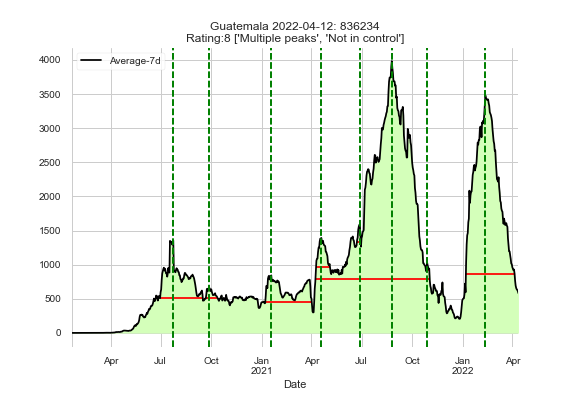 Guatemala 2022-04-12: 836234
Rating:8 ['Multiple peaks', 'Not in control']
Average-7d
4000
3500
3000
2500
2000
1500
1000
500
0
Apr Jul Oct Jan Apr Jul Oct Jan Apr
2021 2022
Date